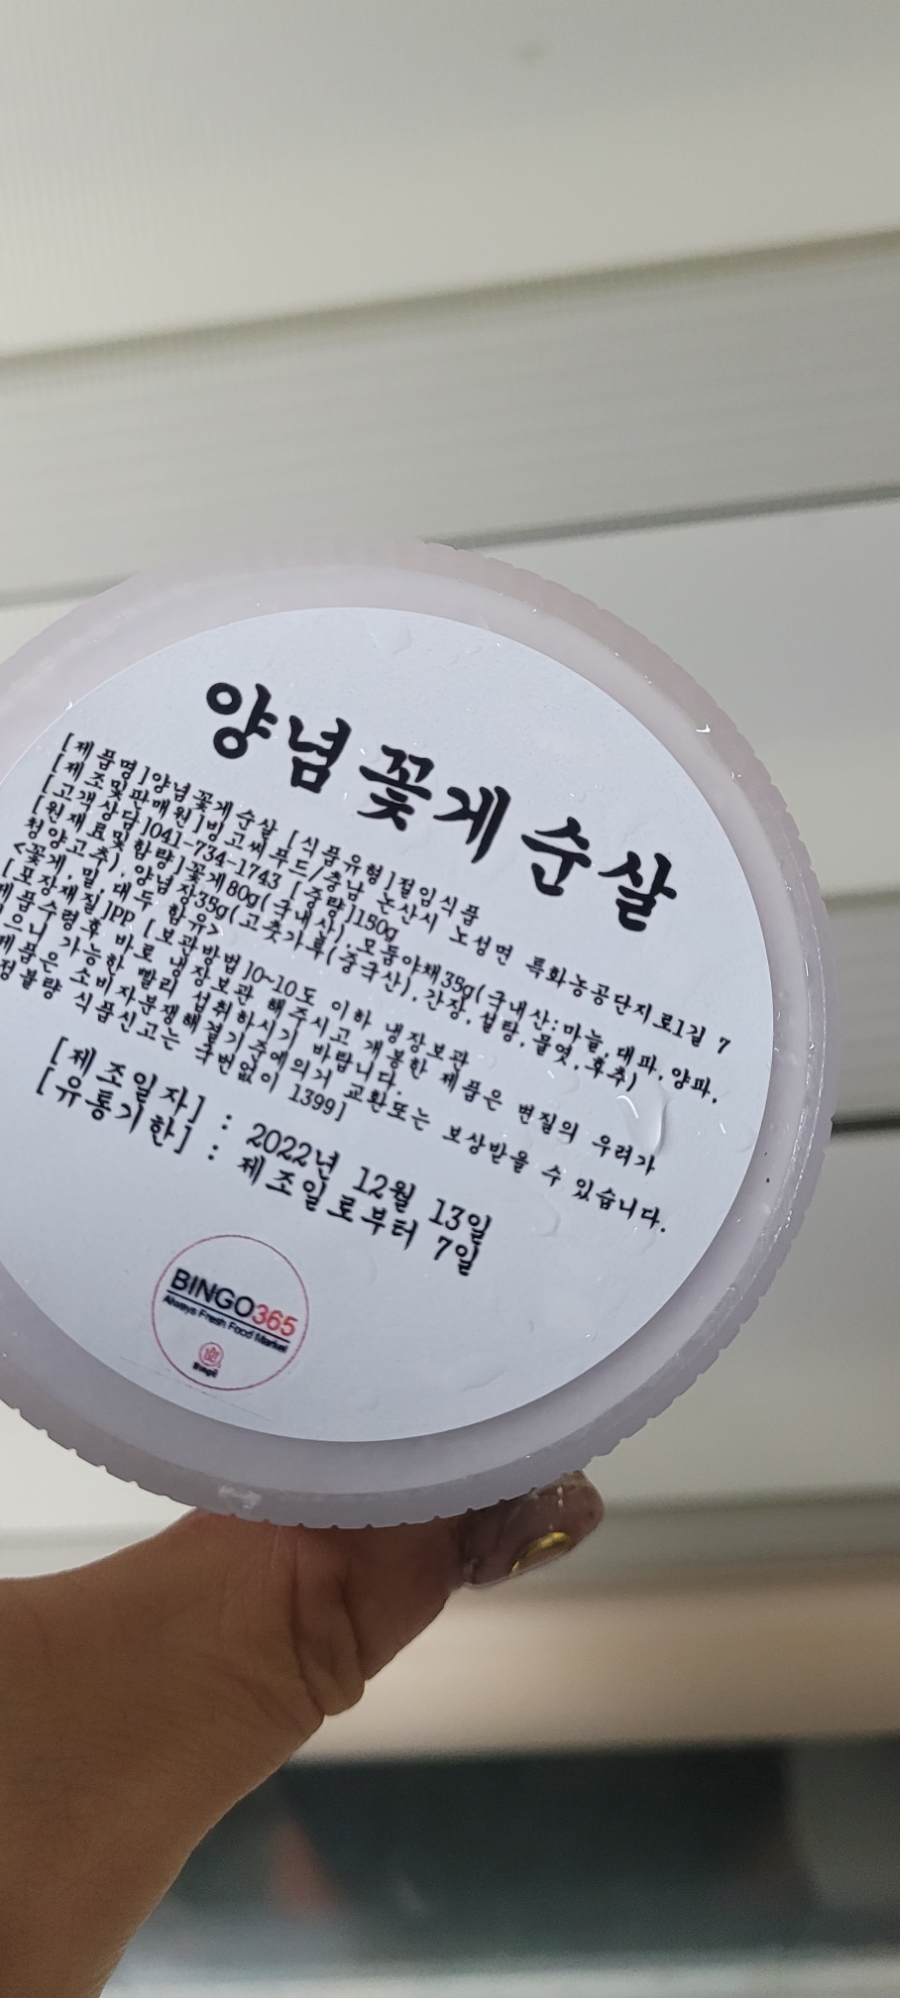 양념 꽃게 순살
[제품명]양념 꽃게 순살 [식품유형]절임식품
[제조및판매원]빙고씨푸드/충남 논산시 노성면 특화농공단지로1길 7
[고객상담]041-734-1743 [중량]150g
[원재료및함량]꽃게80g(국내산), 모듬야채35g(국내산:마늘, 대파, 양파,
청양고추), 양념장35g(고춧가루(중국산), 간장, 설탕, 물엿, 후추)
<꽃게, 밀, 대두 함유>
[포장재질]PP [보관방법]0~10도 이하 냉장보관
제품수령후 바로 냉장보관 해주시고 개봉한 제품은 변질의 우려가
으니 가능한 빨리 섭취하시기 바랍니다.
제품은 소비자분쟁해결기준에의거 교환또는 보상받을 수 있습니다.
정불량 식품신고는 국번없이 1399]
[제조일자] : 2022년 12월 13일
[유통기한] : 제조일로부터 7일
BINGO365
Always Fresh Food Market